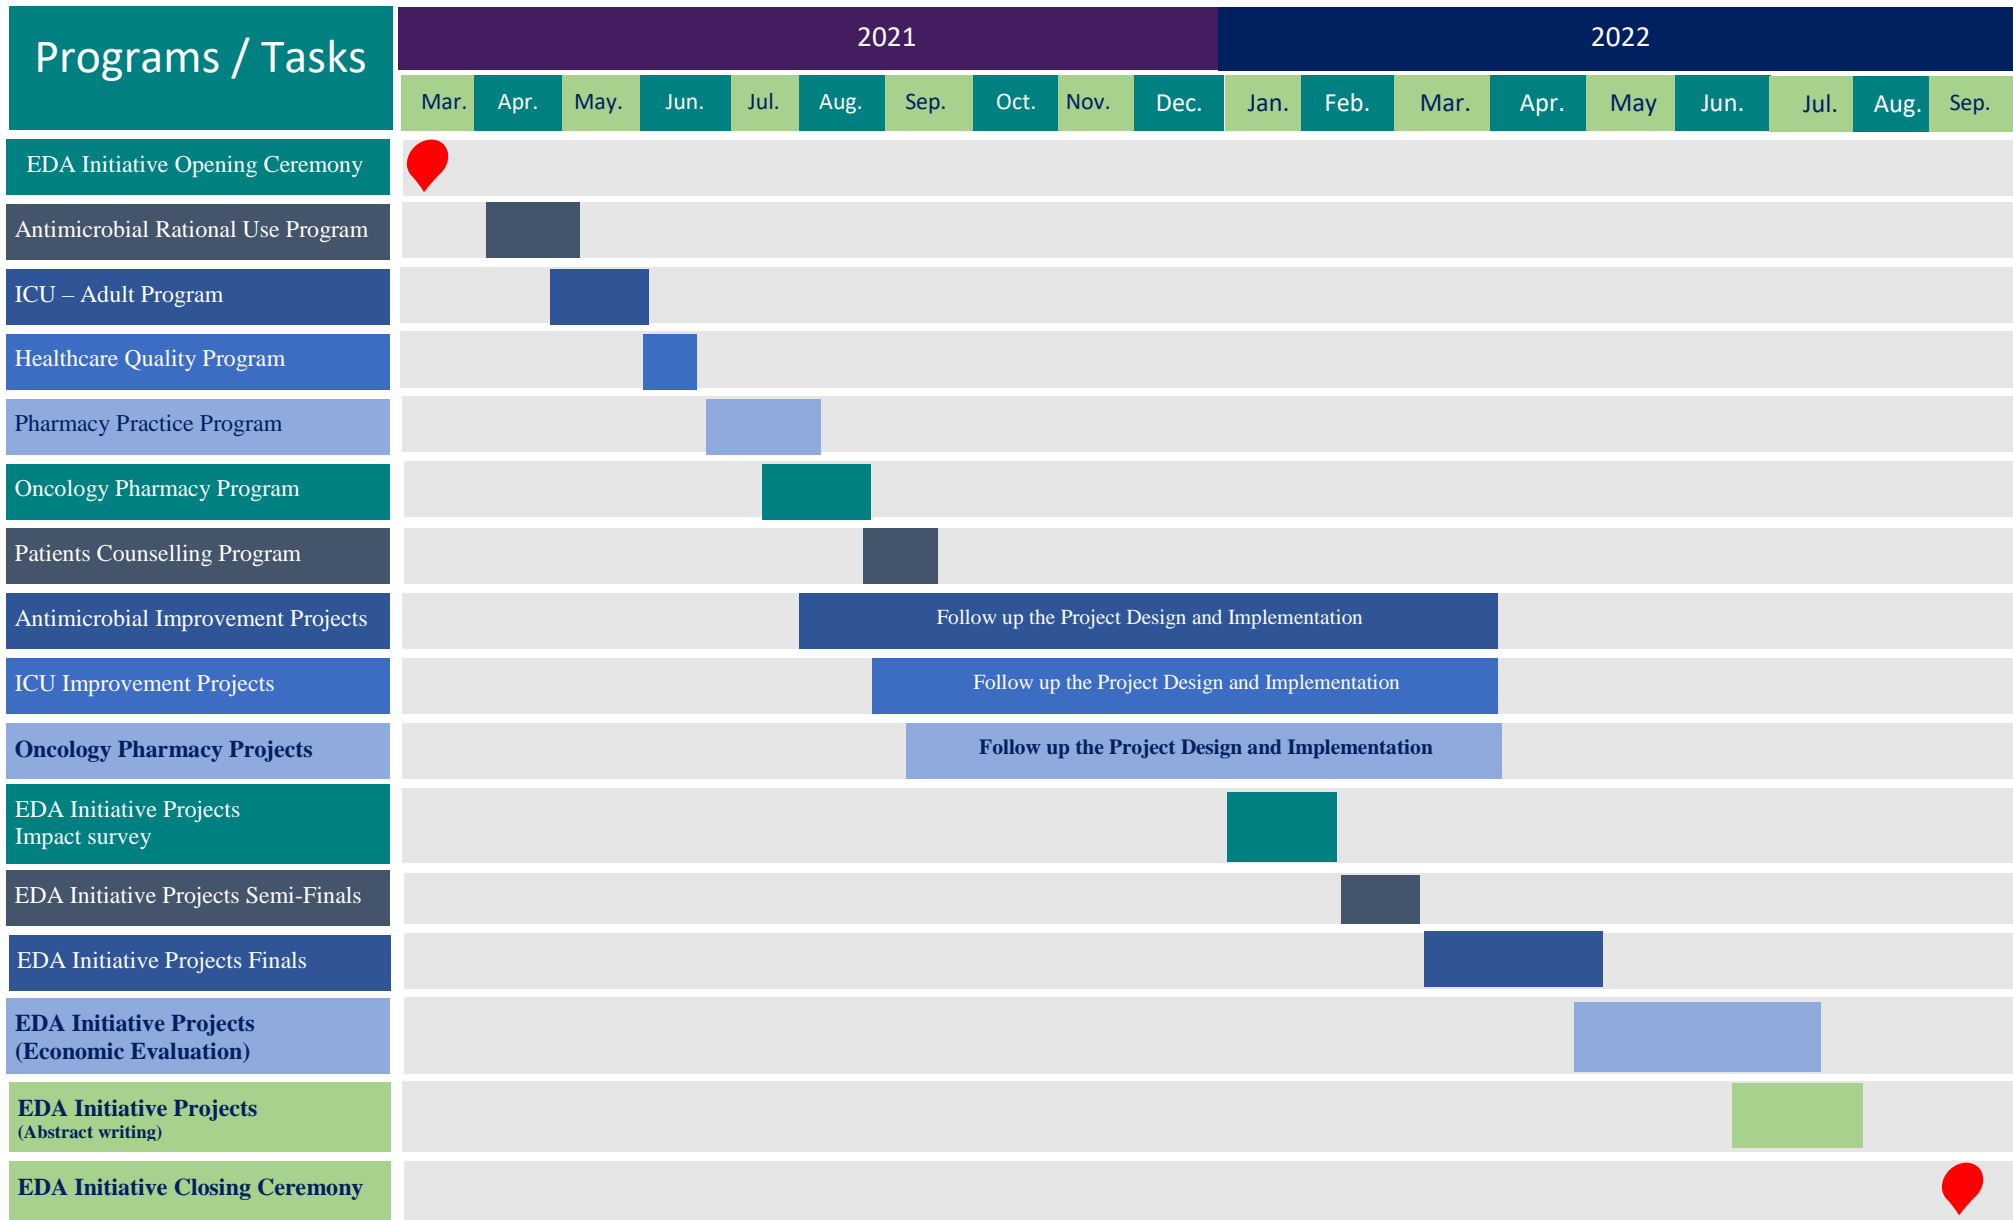 Programs / Tasks
2021
2022
Mar.
Apr.
May.
Jun.
Jul.
Aug.
Sep.
Oct.
Nov.
Dec.
Jan.
Feb.
Mar.
Apr.
May
Jun.
Jul.
Aug.
Sep.
EDA Initiative Opening Ceremony
Antimicrobial Rational Use Program
ICU – Adult Program
Healthcare Quality Program
Pharmacy Practice Program
Oncology Pharmacy Program
Patients Counselling Program
Antimicrobial Improvement Projects
Follow up the Project Design and Implementation
ICU Improvement Projects
Follow up the Project Design and Implementation
Oncology Pharmacy Projects
Follow up the Project Design and Implementation
EDA Initiative Projects
Impact survey
EDA Initiative Projects Semi-Finals
EDA Initiative Projects Finals
EDA Initiative Projects
(Economic Evaluation)
EDA Initiative Projects
(Abstract writing)
EDA Initiative Closing Ceremony